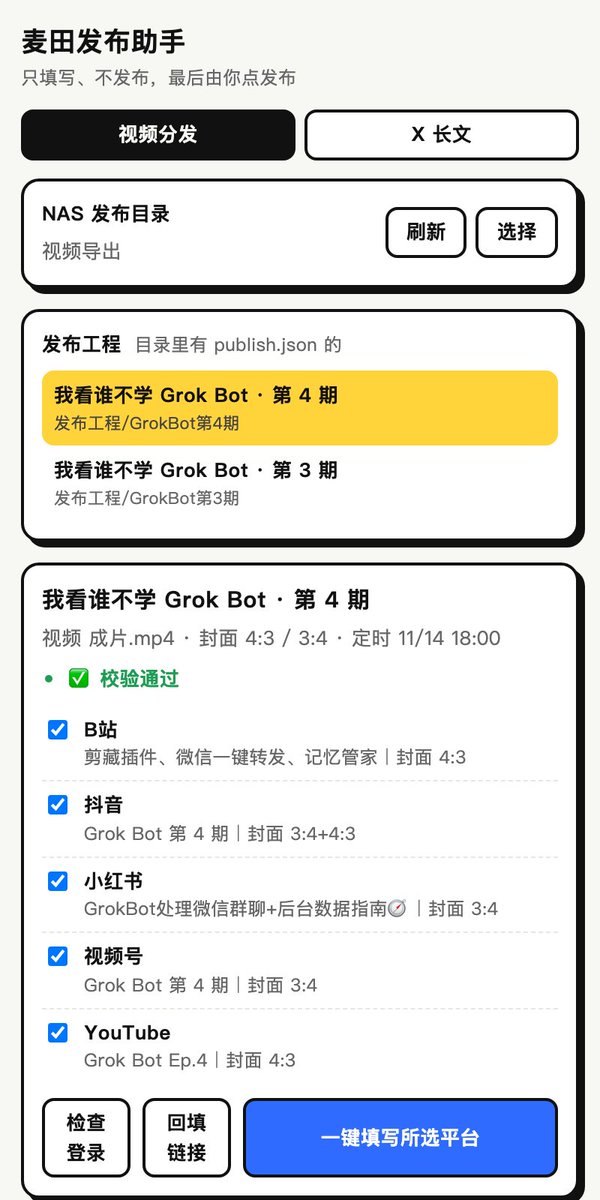 麦田发布助手
只填写、不发布，最后由你点发布
视频分发
X 长文
NAS 发布目录
视频导出
刷新
选择
发布工程 目录里有 publish.json 的
我看谁不学 Grok Bot · 第 4 期
发布工程/GrokBot第4期
我看谁不学 Grok Bot · 第 3 期
发布工程/GrokBot第3期
我看谁不学 Grok Bot · 第 4 期
视频 成片.mp4 · 封面 4:3 / 3:4 · 定时 11/14 18:00
• ✅ 校验通过
B站
剪藏插件、微信一键转发、记忆管家｜封面 4:3
抖音
Grok Bot 第 4 期｜封面 3:4+4:3
小红书
GrokBot处理微信群聊+后台数据指南🧭｜封面 3:4
视频号
Grok Bot 第 4 期｜封面 3:4
YouTube
Grok Bot Ep.4｜封面 4:3
检查
登录
回填
链接
一键填写所选平台